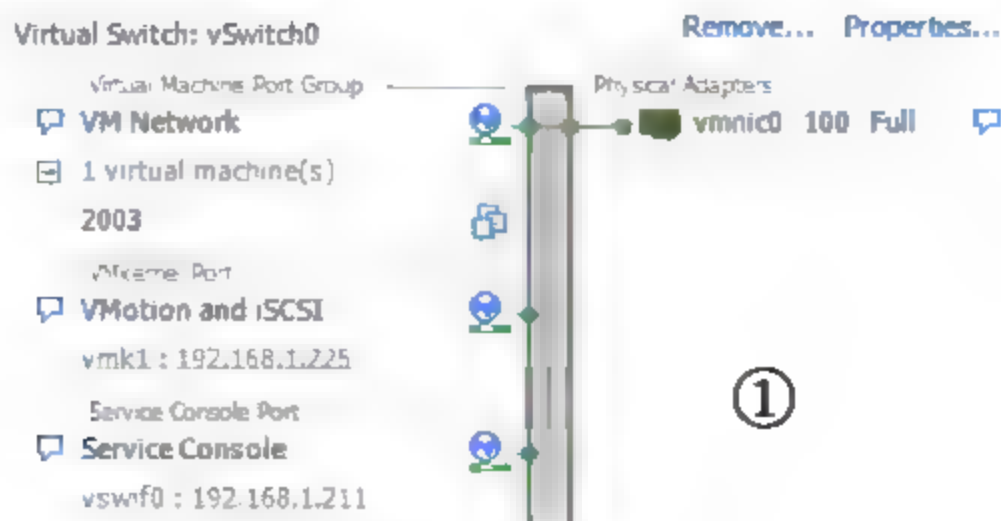 Virtual Switch: vSwitch0 Remove... Properties...
Virtual Machine Port Group Physical Adapters
VM Network vmnic0 100 Full
1 virtual machine(s)
2003
VMkernel Port
VMotion and iSCSI
vmk1 : 192.168.1.225
①
Service Console Port
Service Console
vswif0 : 192.168.1.211